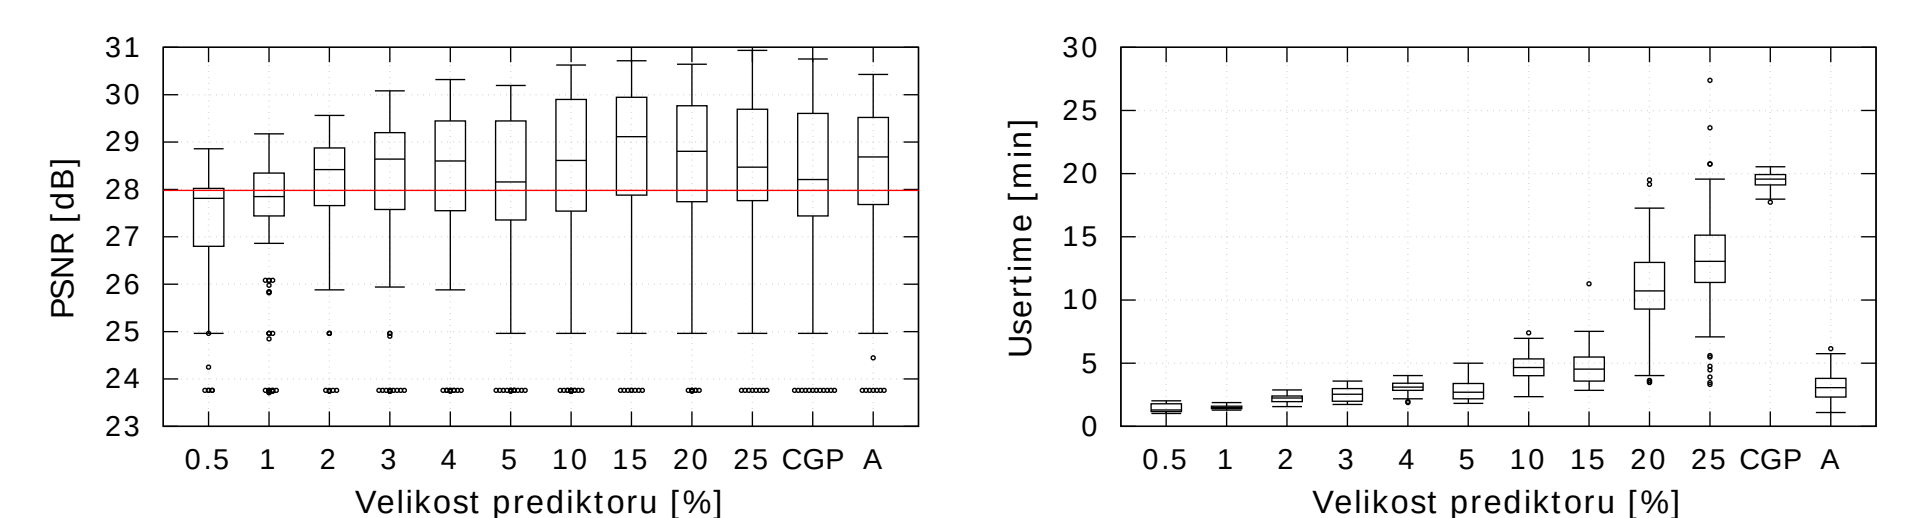 31
30
29
28
27
26
25
24
23
PSNR [dB]
0.5 1 2 3 4 5 10 15 20 25 CGP A
Velikost prediktoru [%]
30
25
20
15
10
5
0
Usertime [min]
0.5 1 2 3 4 5 10 15 20 25 CGP A
Velikost prediktoru [%]